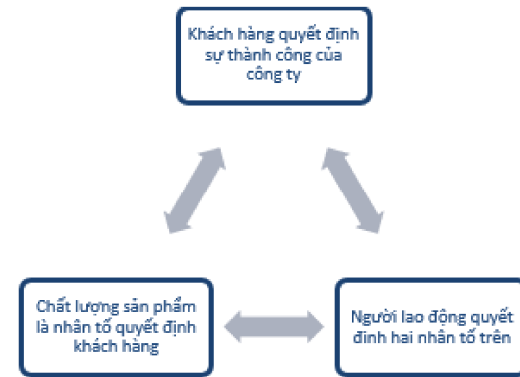 Khách hàng quyết định
sự thành công của
công ty
Chất lượng sản phẩm
là nhân tố quyết định
khách hàng
Người lao động quyết
đinh hai nhân tố trên